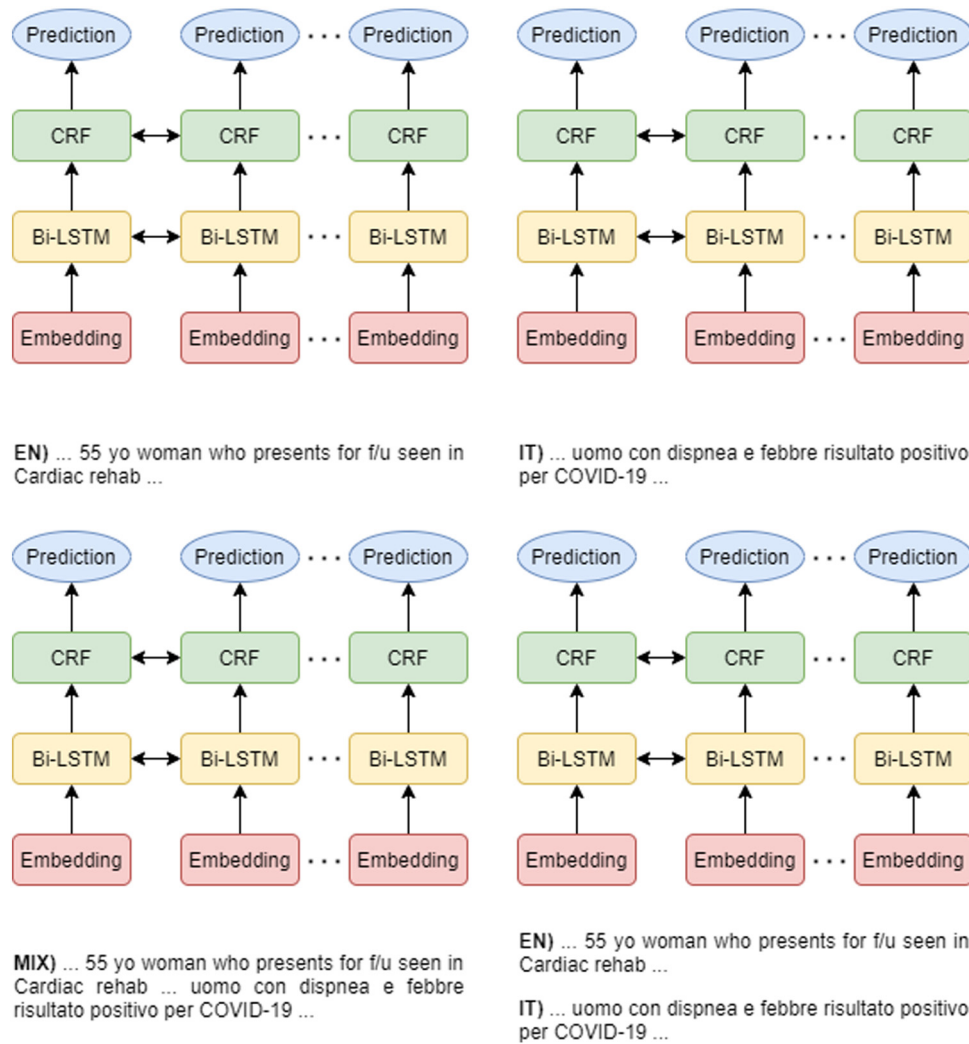 Prediction Prediction ... Prediction
CRF CRF ... CRF
Bi-LSTM Bi-LSTM ... Bi-LSTM
Embedding Embedding ... Embedding
EN) ... 55 yo woman who presents for f/u seen in
Cardiac rehab ...
Prediction Prediction ... Prediction
CRF CRF ... CRF
Bi-LSTM Bi-LSTM ... Bi-LSTM
Embedding Embedding ... Embedding
IT) ... uomo con dispnea e febbre risultato positivo
per COVID-19 ...
Prediction Prediction ... Prediction
CRF CRF ... CRF
Bi-LSTM Bi-LSTM ... Bi-LSTM
Embedding Embedding ... Embedding
MIX) ... 55 yo woman who presents for f/u seen in
Cardiac rehab ... uomo con dispnea e febbre
risultato positivo per COVID-19 ...
Prediction Prediction ... Prediction
CRF CRF ... CRF
Bi-LSTM Bi-LSTM ... Bi-LSTM
Embedding Embedding ... Embedding
EN) ... 55 yo woman who presents for f/u seen in
Cardiac rehab ...
IT) ... uomo con dispnea e febbre risultato positivo
per COVID-19 ...